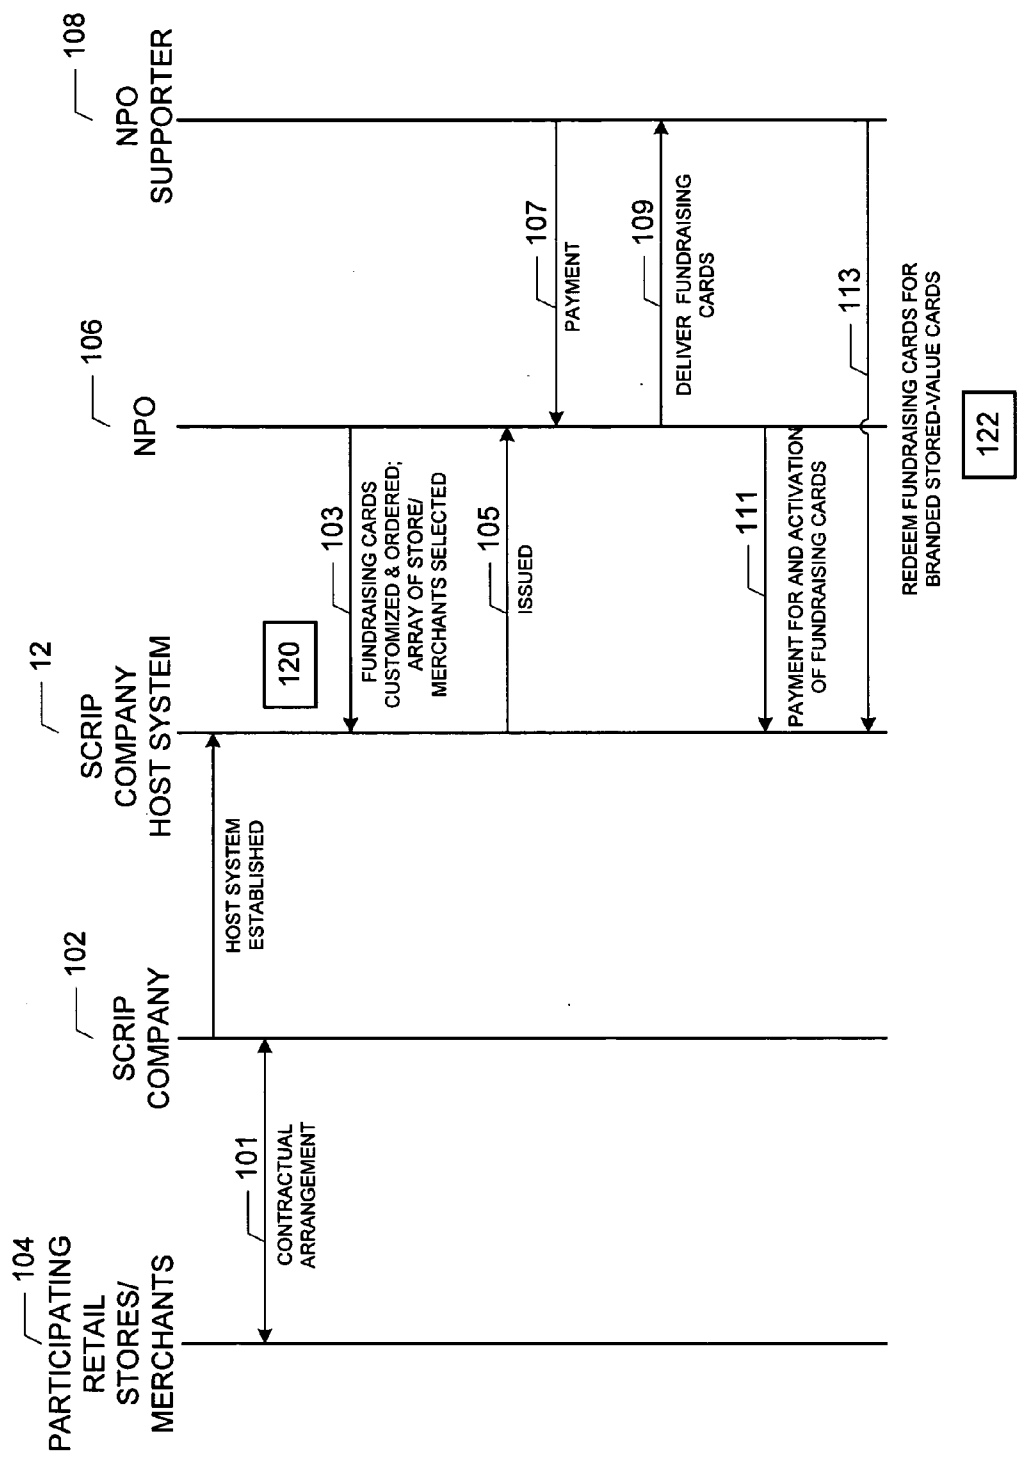 104
PARTICIPATING
RETAIL
STORES/
MERCHANTS
102
SCRIP
COMPANY
12
SCRIP
COMPANY
HOST SYSTEM
106
NPO
108
NPO
SUPPORTER
HOST SYSTEM
ESTABLISHED
101
CONTRACTUAL
ARRANGEMENT
120
103
FUNDRAISING CARDS
CUSTOMIZED & ORDERED;
ARRAY OF STORE/
MERCHANTS SELECTED
105
ISSUED
107
PAYMENT
109
DELIVER FUNDRAISING
CARDS
111
PAYMENT FOR AND ACTIVATION
OF FUNDRAISING CARDS
113
REDEEM FUNDRAISING CARDS FOR
BRANDED STORED-VALUE CARDS
122